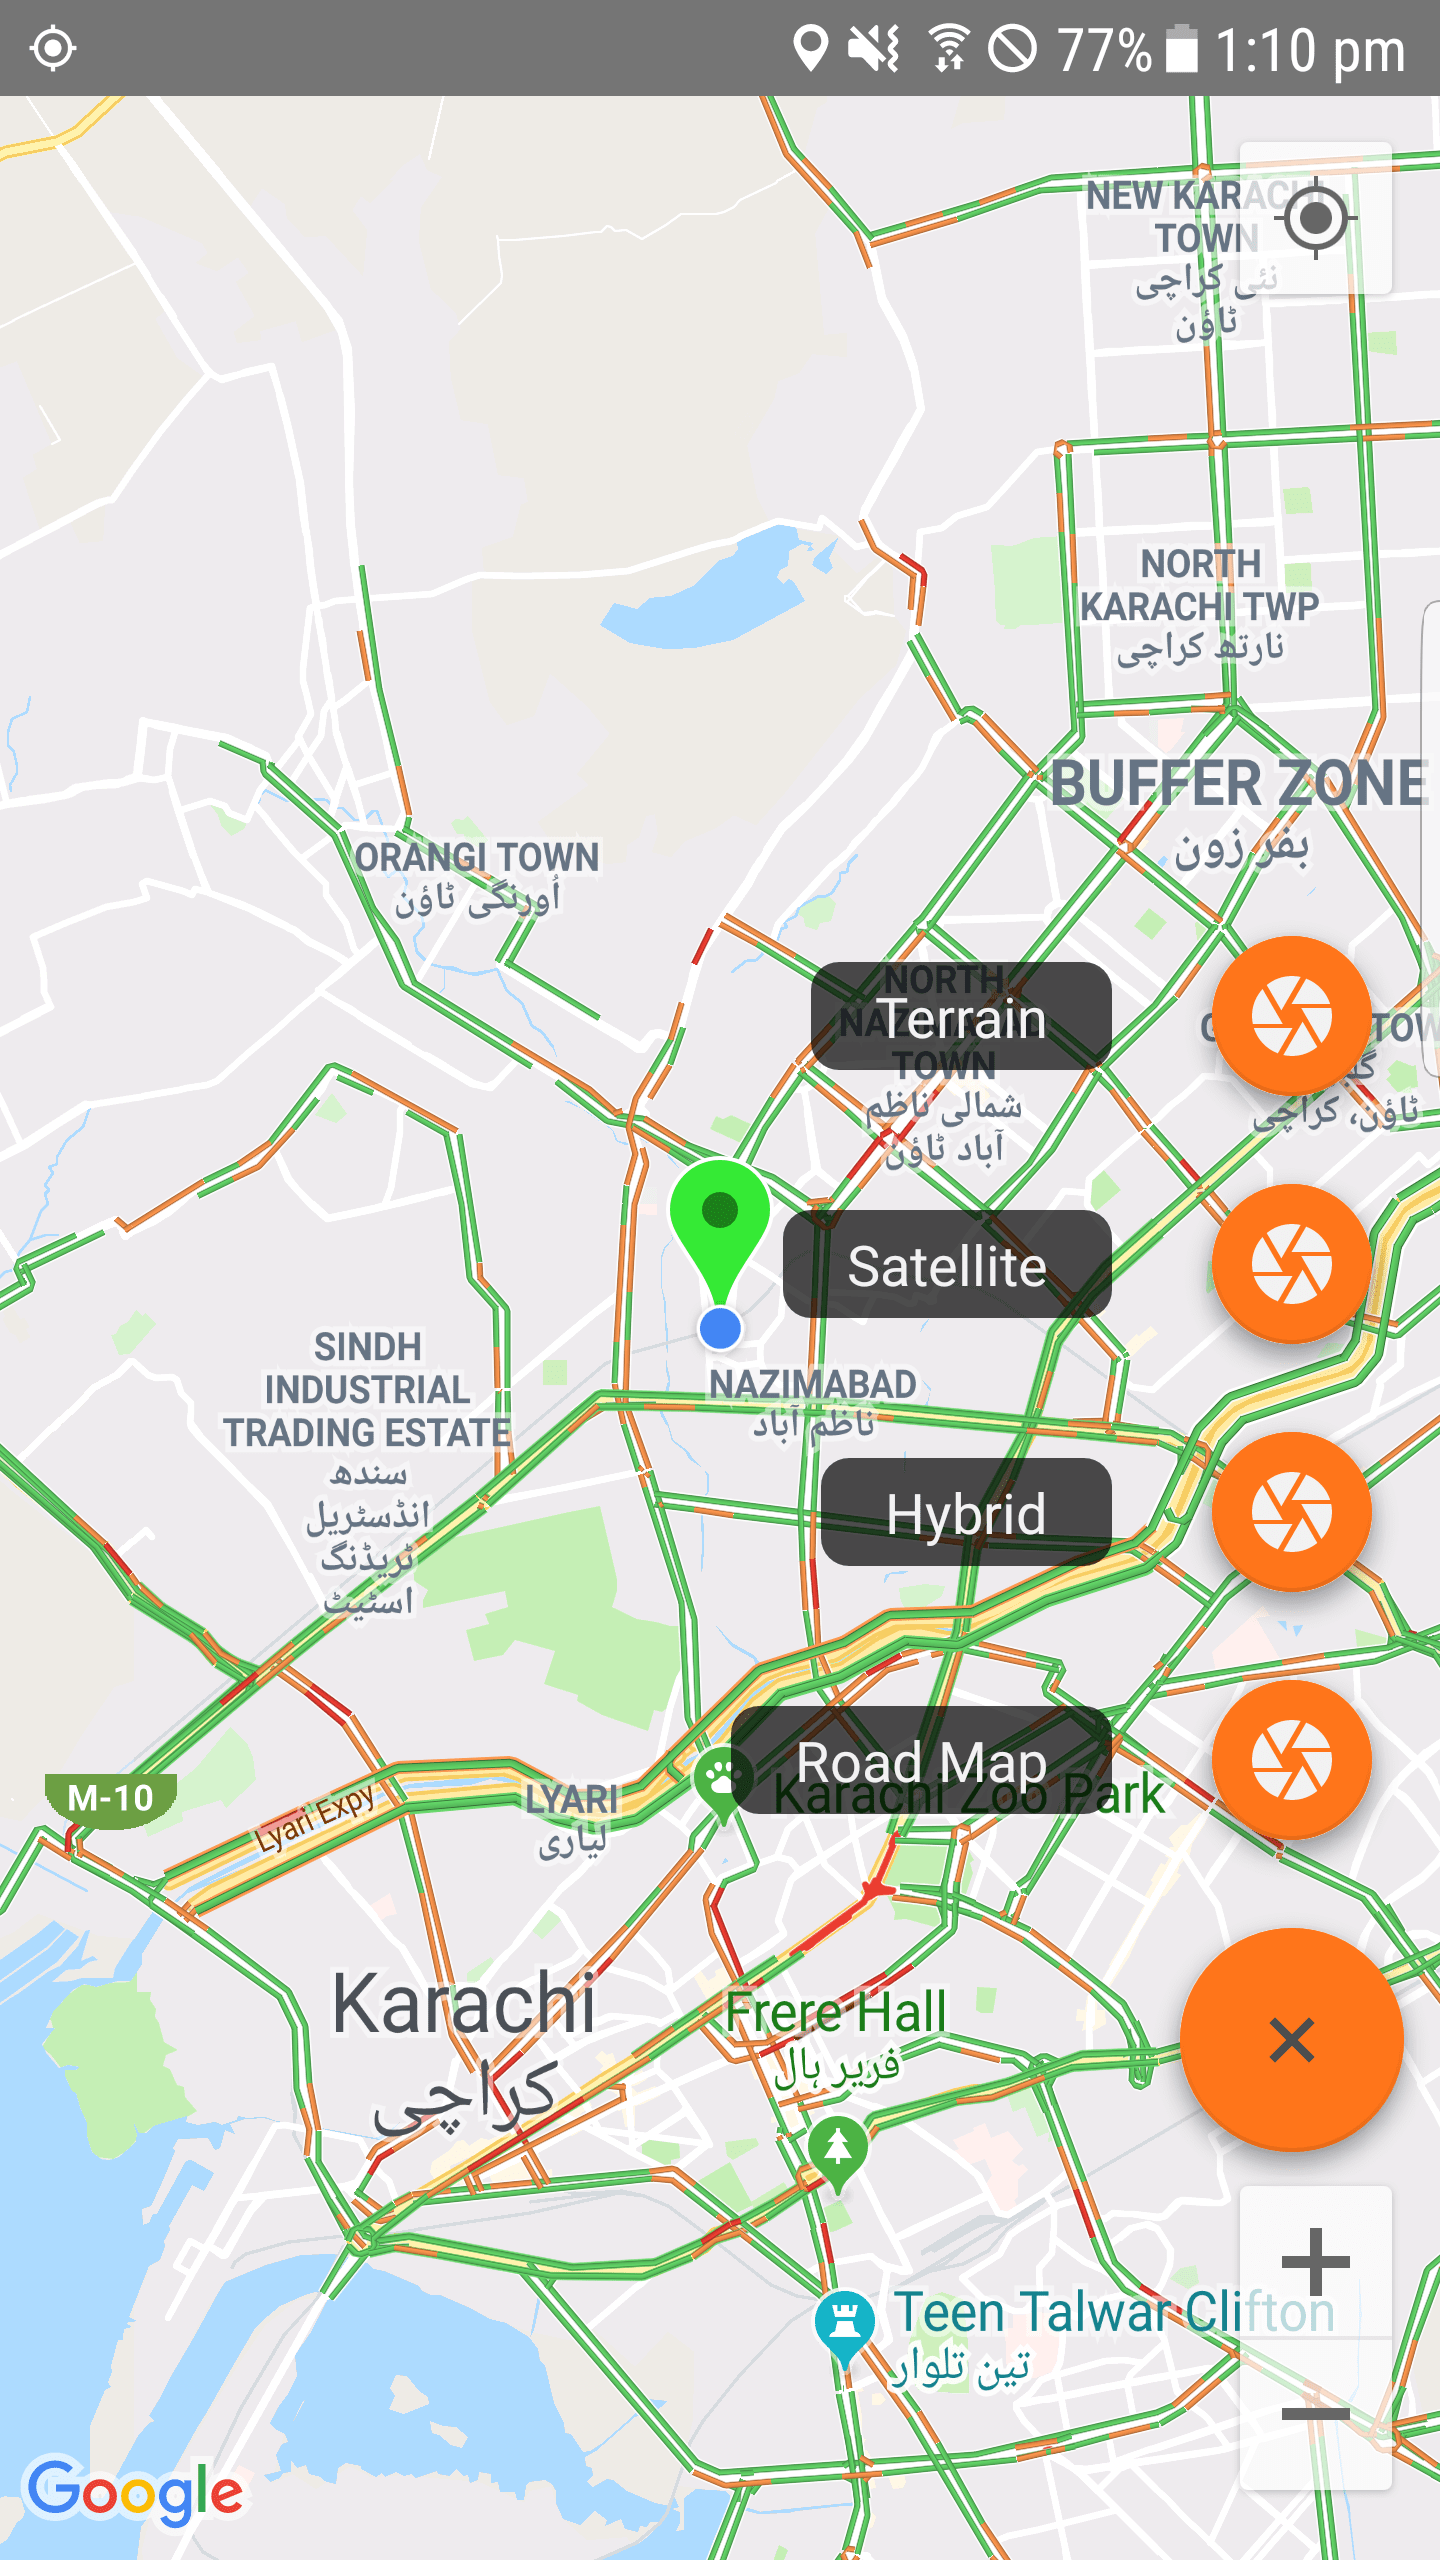 77% 1:10 pm
NEW KARACHI
TOWN
نئی کراچی
ٹاؤن
NORTH
KARACHI TWP
نارتھ کراچی
BUFFER ZONE
بفر زون
ORANGI TOWN
اُورنگی ٹاؤن
NORTH
NAZIMABAD
TOWN
شمالی ناظم
آباد ٹاؤن
Terrain
ٹاؤن، کراچی
Satellite
SINDH
INDUSTRIAL
TRADING ESTATE
سندھ
انڈسٹریل
ٹریڈنگ
اسٹیٹ
NAZIMABAD
ناظم آباد
Hybrid
Road Map
Karachi Zoo Park
M-10
Lyari Expy
LYARI
لیاری
Karachi
کراچی
Frere Hall
فریر ہال
Teen Talwar Clifton
تین تلوار
Google